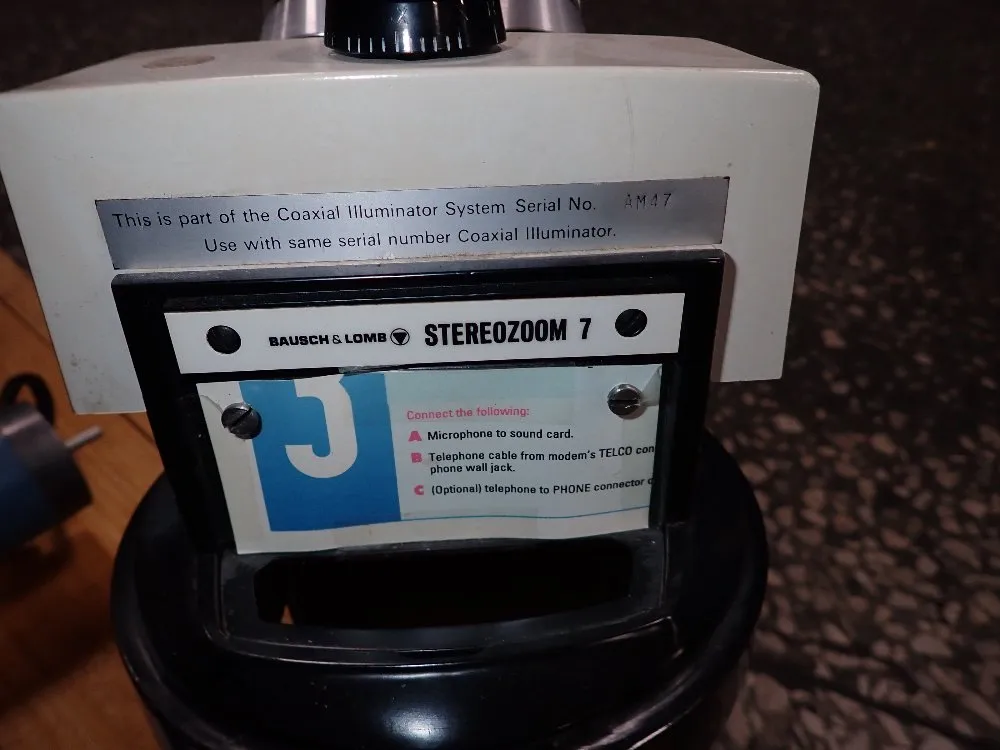 This is part of the Coaxial Illuminator System Serial No. AM47
Use with same serial number Coaxial Illuminator.
BAUSCH & LOMB STEREOZOOM 7
3
Connect the following:
A Microphone to sound card.
B Telephone cable from modem's TELCO con
phone wall jack.
C (Optional) telephone to PHONE connector